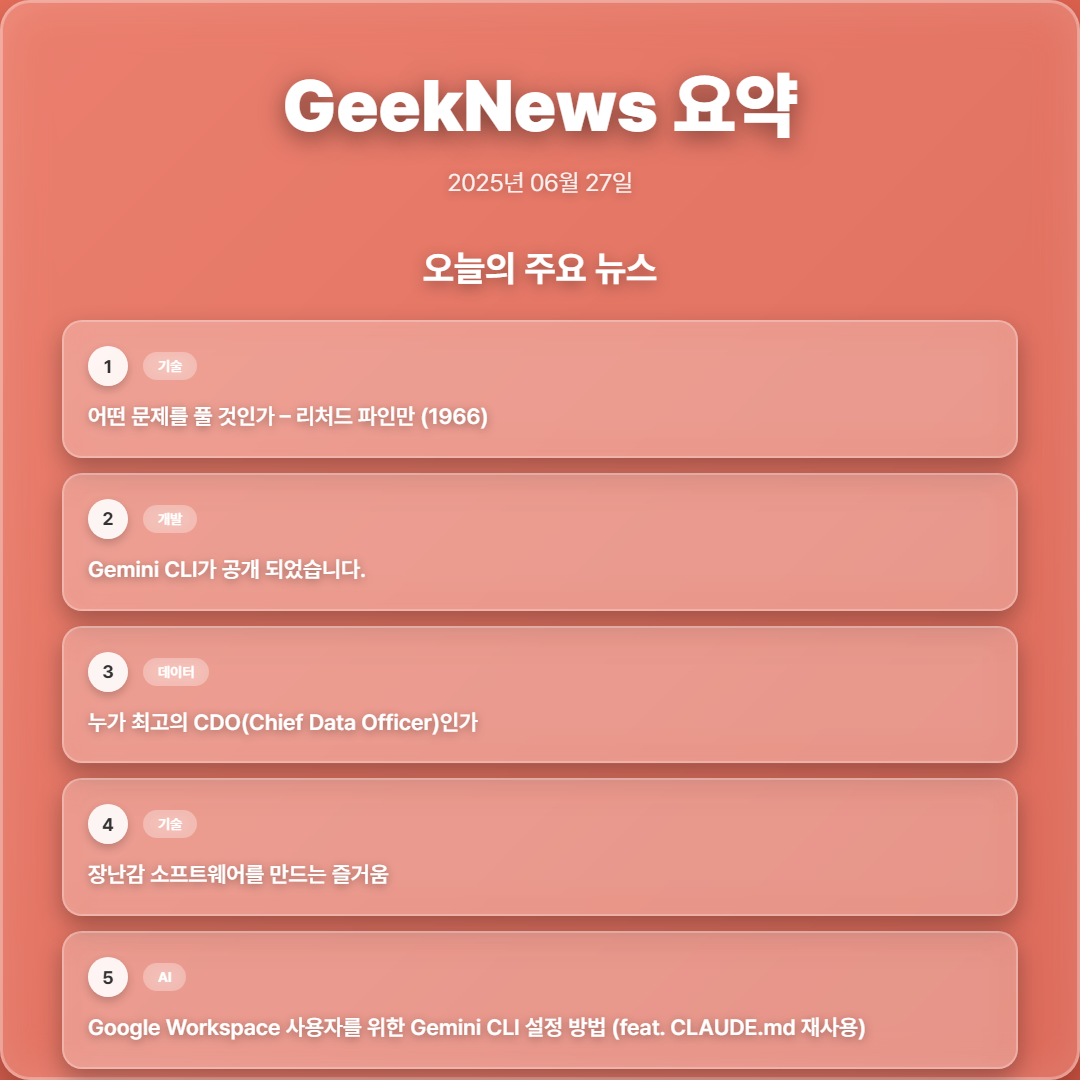 GeekNews 요약
2025년 06월 27일
오늘의 주요 뉴스
1 기술
어떤 문제를 풀 것인가 – 리처드 파인만 (1966)
2 개발
Gemini CLI가 공개 되었습니다.
3 데이터
누가 최고의 CDO(Chief Data Officer)인가
4 기술
장난감 소프트웨어를 만드는 즐거움
5 AI
Google Workspace 사용자를 위한 Gemini CLI 설정 방법 (feat. CLAUDE.md 재사용)